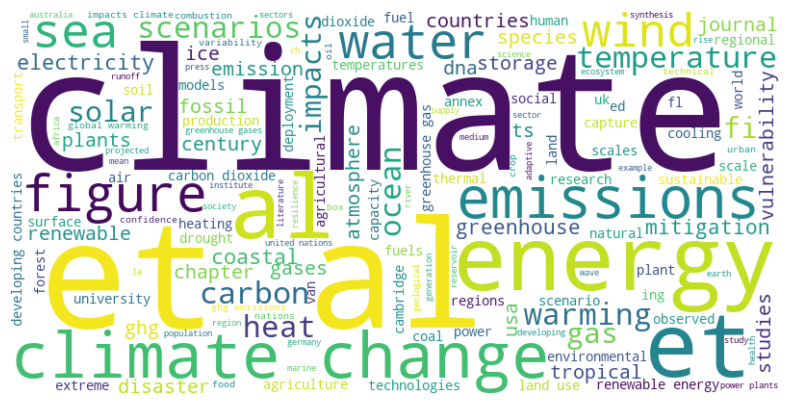 australia
impacts climate
combustion
sectors
ch
synthesis
small
sea
scenarios
variability
dioxide
fuel
countries
human
journal
impacts
oil
water
wind
ice
press
temperatures
species
science
rise
regional
electricity
emission
dna
storage
temperature
ecosystem
technical
transport
runoff
models
climate
soil
fossil
deployment
annex
social
uk
ed
fl
world
solar
global warming
production
greenhouse gases
supply
sector
medium
capture
cooling
africa
plants
century
ts
fi
mean
projected
air
carbon dioxide
atmosphere
ocean
greenhouse gas
land
scales
urban
vulnerability
crop
adaptive
example
scale
institute
literature
agricultural
thermal
research
sustainable
figure
al
confidence
resilience
box
capacity
river
emissions
surface
society
heating
renewable
developing countries
drought
united nations
greenhouse
natural
mitigation
et al
energy
forest
la
coastal
fuels
geological
generation
reservoir
wave
plant
earth
chapter
gases
university
carbon
van
cambridge
regions
scenario
ing
ghg
ghg emissions
nations
usa
warming
observed
et
studies
population
region
heat
coal
power
developing
gas
study
climate change
germany
environmental
health
marine
tropical
extreme
disaster
food
agriculture
technologies
land use
renewable energy
power plants